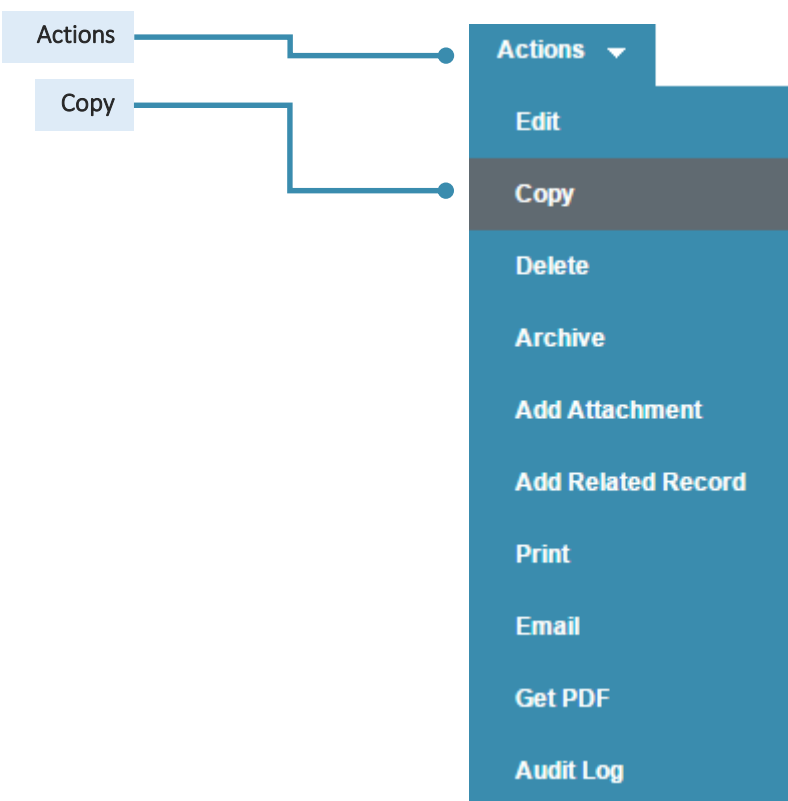 Actions
Copy
Actions
Edit
Copy
Delete
Archive
Add Attachment
Add Related Record
Print
Email
Get PDF
Audit Log